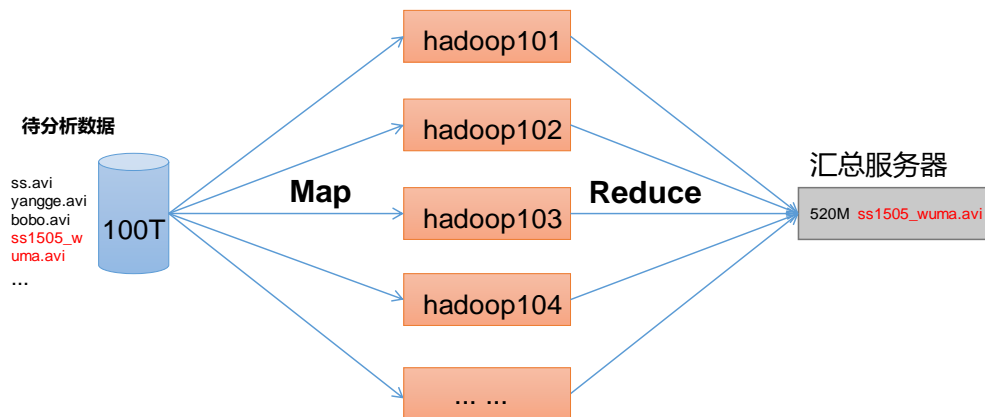 hadoop101
待分析数据
hadoop102
汇总服务器
ss.avi
yangge.avi
bobo.avi
ss1505_w
uma.avi
...
100T
Map
hadoop103
Reduce
520M ss1505_wuma.avi
hadoop104
... ...